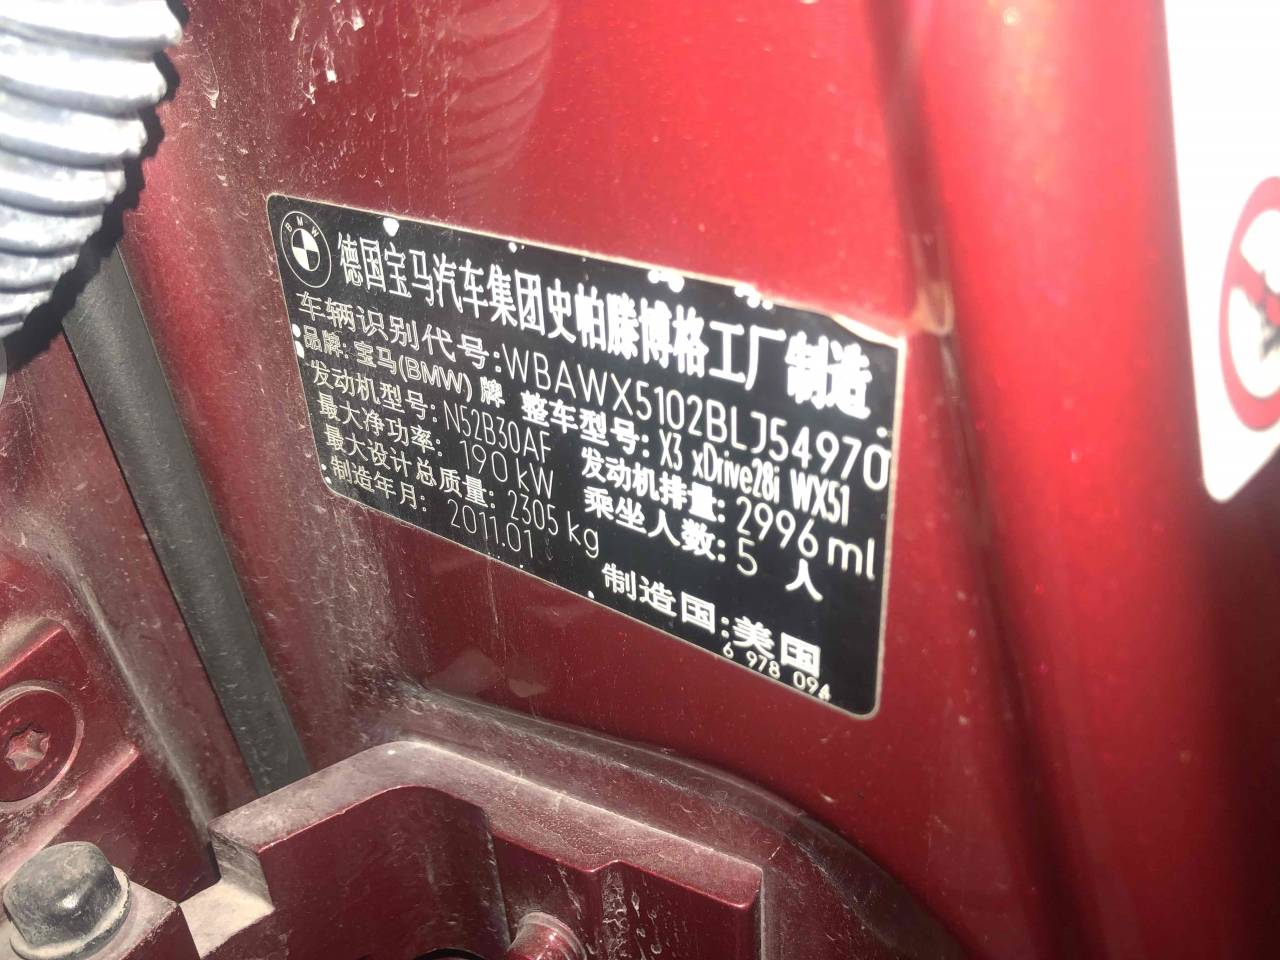 BMW
德国宝马汽车集团史帕滕博格工厂制造
车辆识别代号:WBAWX5102BLJ54970
品牌:宝马(BMW)牌 整车型号:X3 xDrive28i WX51
发动机型号:N52B30AF 发动机排量:2996ml
最大净功率: 190kW 乘坐人数:5 人
最大设计总质量: 2305kg
制造年月: 2011.01 制造国:美国
6 978 094